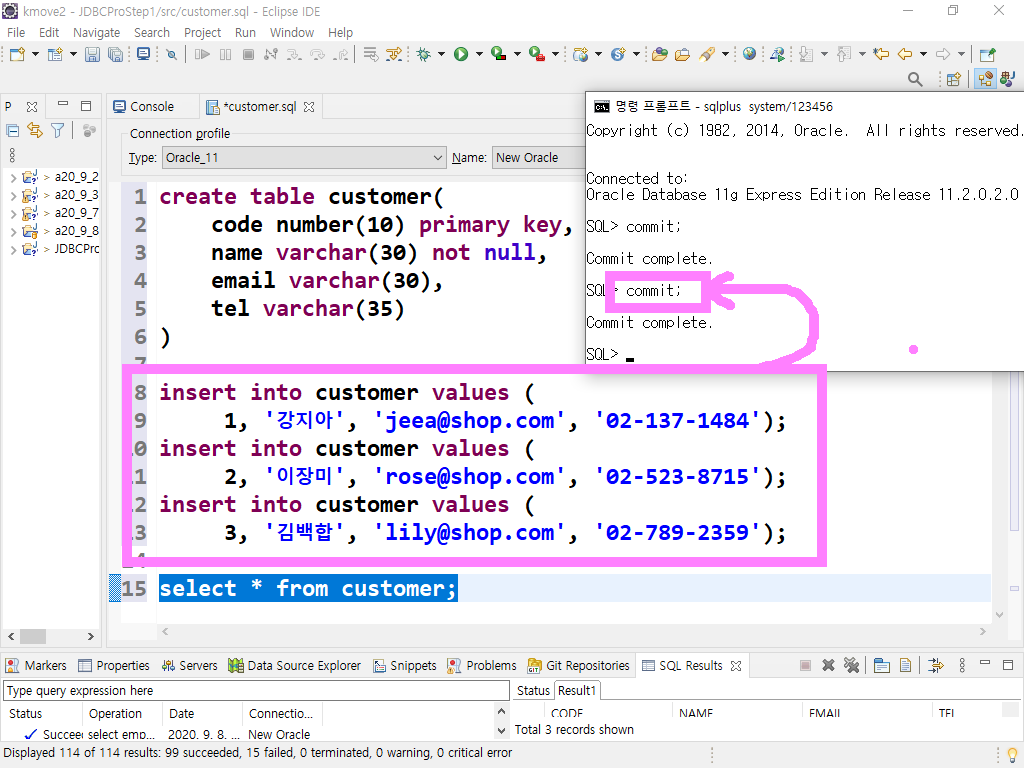 kmove2 - JDBCProStep1/src/customer.sql - Eclipse IDE
File Edit Navigate Search Project Run Window Help
P
Console *customer.sql
Connection profile
Type: Oracle_11 Name: New Oracle
> a20_9_2
> a20_9_3
> a20_9_7
> a20_9_8
> JDBCPrc
1 create table customer(
2 code number(10) primary key,
3 name varchar(30) not null,
4 email varchar(30),
5 tel varchar(35)
6 )
7
8 insert into customer values (
9 1, '강지아', 'jeea@shop.com', '02-137-1484');
10 insert into customer values (
11 2, '이장미', 'rose@shop.com', '02-523-8715');
12 insert into customer values (
13 3, '김백합', 'lily@shop.com', '02-789-2359');
14
15 select * from customer;
명령 프롬프트 - sqlplus system/123456
Copyright (c) 1982, 2014, Oracle. All rights reserved.
Connected to:
Oracle Database 11g Express Edition Release 11.2.0.2.0
SQL> commit;
Commit complete.
SQL> commit;
Commit complete.
SQL>
Markers Properties Servers Data Source Explorer Snippets Problems Git Repositories SQL Results
Type query expression here
Status Operation Date Connectio...
Succee select emp... 2020. 9. 8. ... New Oracle
Status Result1
CODE NAME EMAIL TEL
Total 3 records shown
Displayed 114 of 114 results: 99 succeeded, 15 failed, 0 terminated, 0 warning, 0 critical error